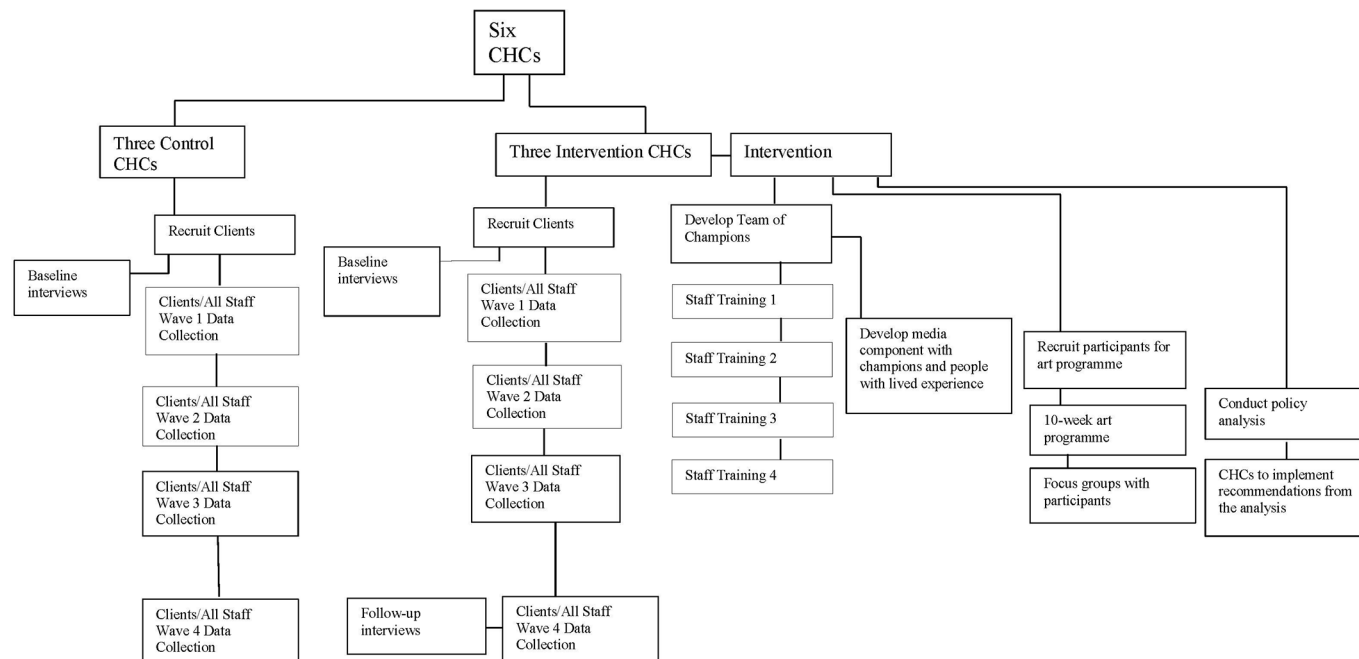 Six
CHCs
Three Control
CHCs
Three Intervention CHCs
Intervention
Recruit Clients
Baseline
interviews
Clients/All Staff
Wave 1 Data
Collection
Clients/All Staff
Wave 2 Data
Collection
Clients/All Staff
Wave 3 Data
Collection
Clients/All Staff
Wave 4 Data
Collection
Recruit Clients
Baseline
interviews
Clients/All Staff
Wave 1 Data
Collection
Clients/All Staff
Wave 2 Data
Collection
Clients/All Staff
Wave 3 Data
Collection
Follow-up
interviews
Clients/All Staff
Wave 4 Data
Collection
Develop Team of
Champions
Staff Training 1
Staff Training 2
Staff Training 3
Staff Training 4
Develop media
component with
champions and people
with lived experience
Recruit participants for
art programme
10-week art
programme
Focus groups with
participants
Conduct policy
analysis
CHCs to implement
recommendations from
the analysis